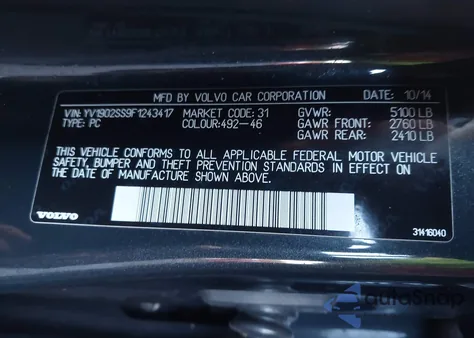 MFD BY VOLVO CAR CORPORATION DATE: 10/14
VIN: YV1902SS9F1243417 MARKET CODE: 31 GVWR: 5100 LB
TYPE: PC COLOUR:492-46 GAWR FRONT: 2760 LB
GAWR REAR: 2410 LB
THIS VEHICLE CONFORMS TO ALL APPLICABLE FEDERAL MOTOR VEHICLE
SAFETY, BUMPER AND THEFT PREVENTION STANDARDS IN EFFECT ON
THE DATE OF MANUFACTURE SHOWN ABOVE.
VOLVO 31416040
autoSnap